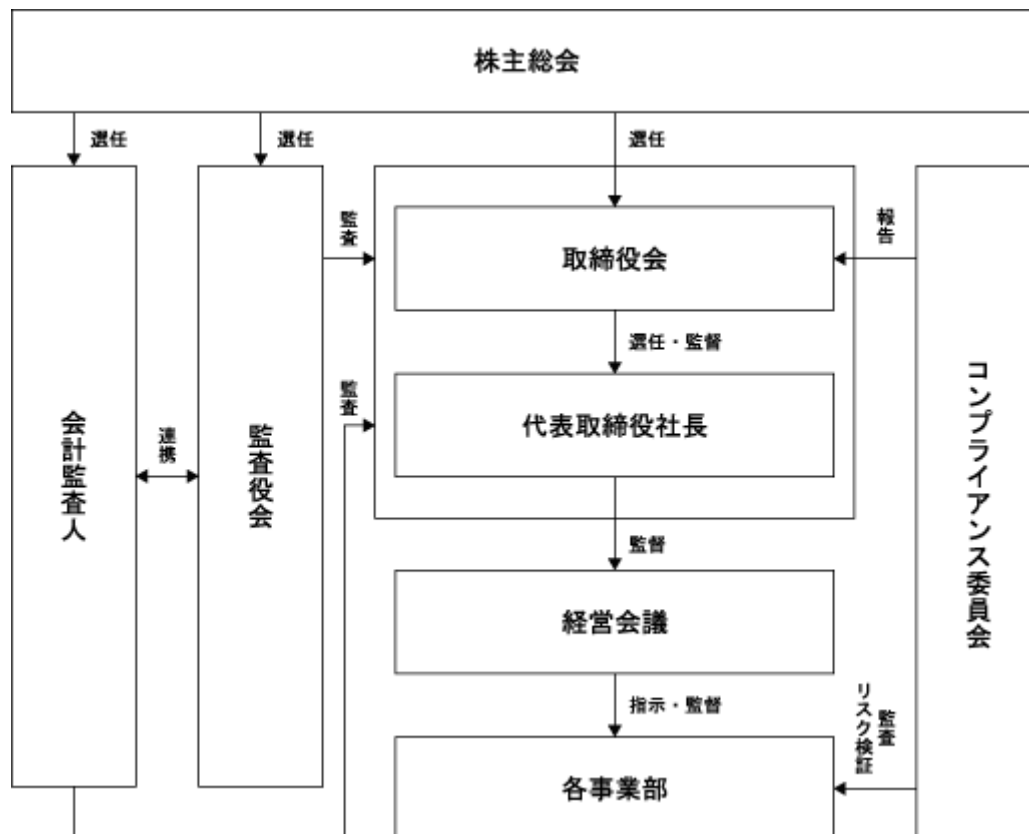 株主総会
選任
選任
選任
監査
報告
取締役会
選任・監督
監査
代表取締役社長
会計監査人
連携
監査役会
コンプライアンス委員会
監督
経営会議
指示・監督
監査
リスク検証
各事業部